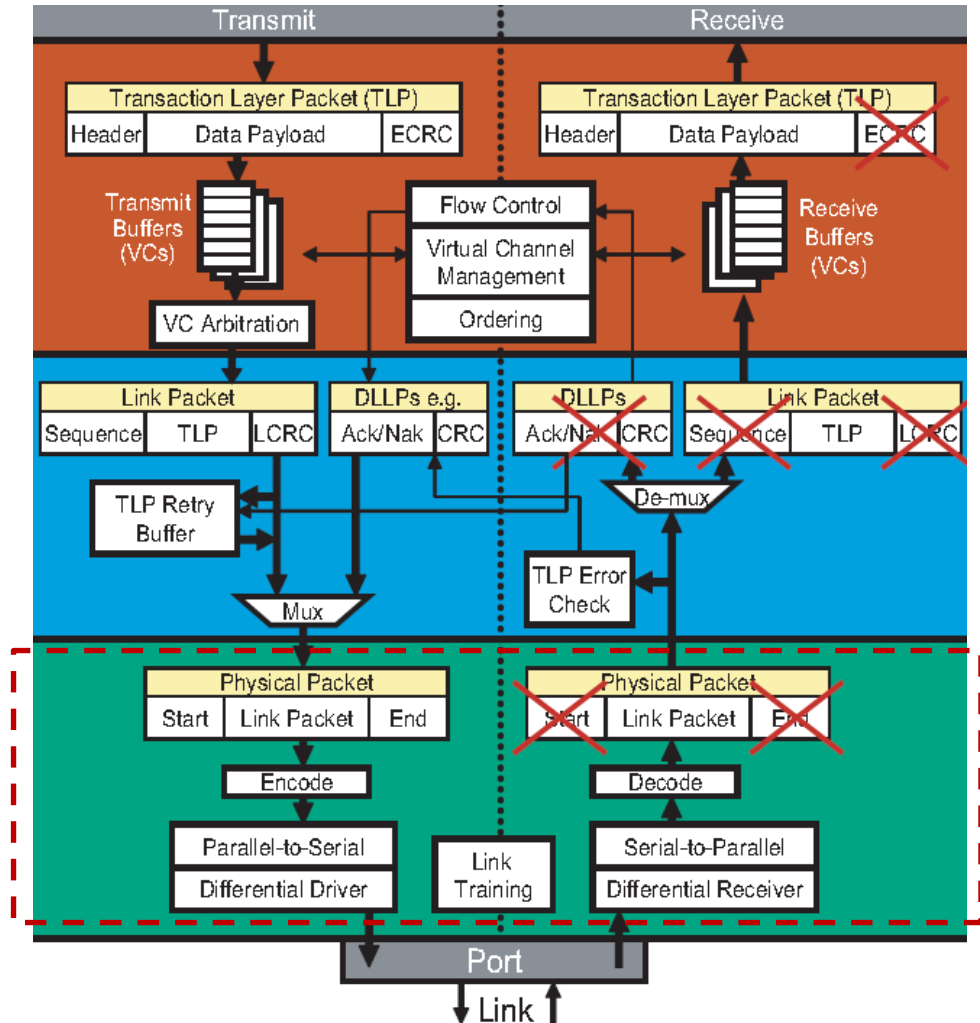 Transmit
Receive
Transaction Layer Packet (TLP)
Header
Data Payload
ECRC
Transaction Layer Packet (TLP)
Header
Data Payload
ECRC
Transmit
Buffers
(VCs)
Flow Control
Virtual Channel
Management
Ordering
Receive
Buffers
(VCs)
VC Arbitration
Link Packet
Sequence
TLP
LCRC
DLLPs e.g.
Ack/Nak
CRC
DLLPs
Ack/Nak
CRC
Link Packet
Sequence
TLP
LCRC
TLP Retry
Buffer
De-mux
TLP Error
Check
Mux
Physical Packet
Start
Link Packet
End
Physical Packet
Start
Link Packet
End
Encode
Decode
Parallel-to-Serial
Differential Driver
Link
Training
Serial-to-Parallel
Differential Receiver
Port
Link